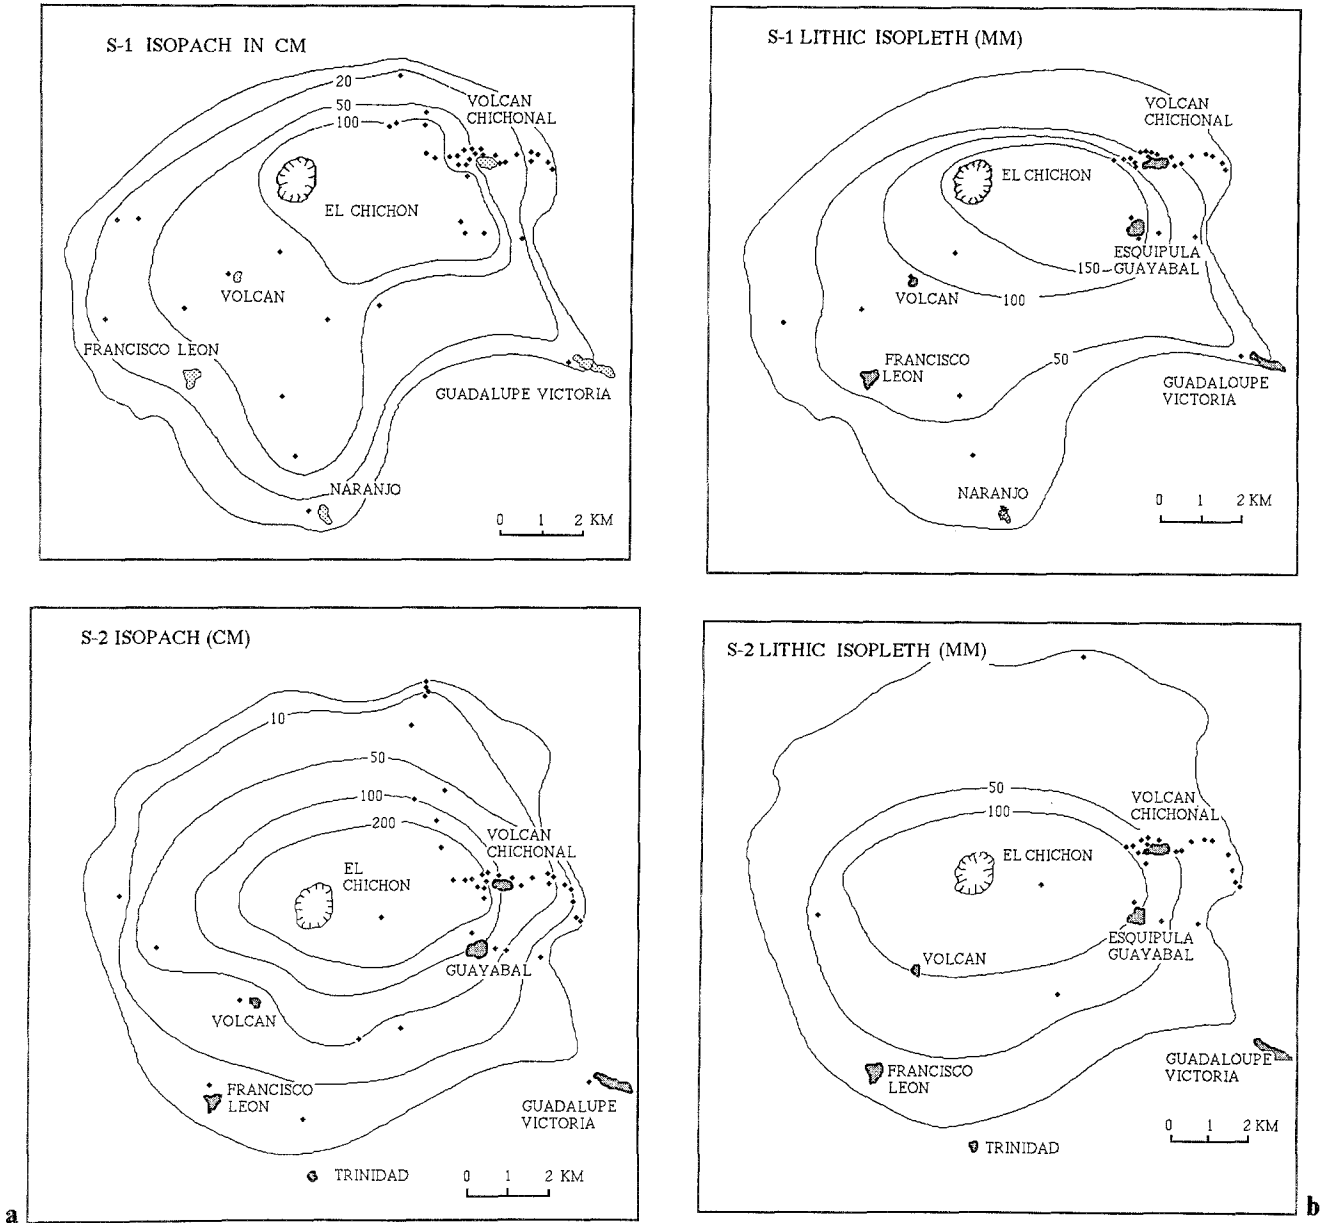 S-1 ISOPACH IN CM
20
50
100
VOLCAN
CHICHONAL
EL CHICHON
VOLCAN
FRANCISCO LEON
GUADALUPE VICTORIA
NARANJO
0 1 2 KM
S-1 LITHIC ISOPLETH (MM)
VOLCAN
CHICHONAL
EL CHICHON
ESQUIPULA
GUAYABAL
150
100
VOLCAN
50
FRANCISCO
LEON
GUADALOUPE
VICTORIA
NARANJO
0 1 2 KM
S-2 ISOPACH (CM)
10
50
100
200
VOLCAN
CHICHONAL
EL
CHICHON
GUAYABAL
VOLCAN
FRANCISCO
LEON
GUADALUPE
VICTORIA
TRINIDAD
0 1 2 KM
a
S-2 LITHIC ISOPLETH (MM)
50
100
VOLCAN
CHICHONAL
EL CHICHON
ESQUIPULA
GUAYABAL
VOLCAN
FRANCISCO
LEON
GUADALOUPE
VICTORIA
0 1 2 KM
TRINIDAD
b